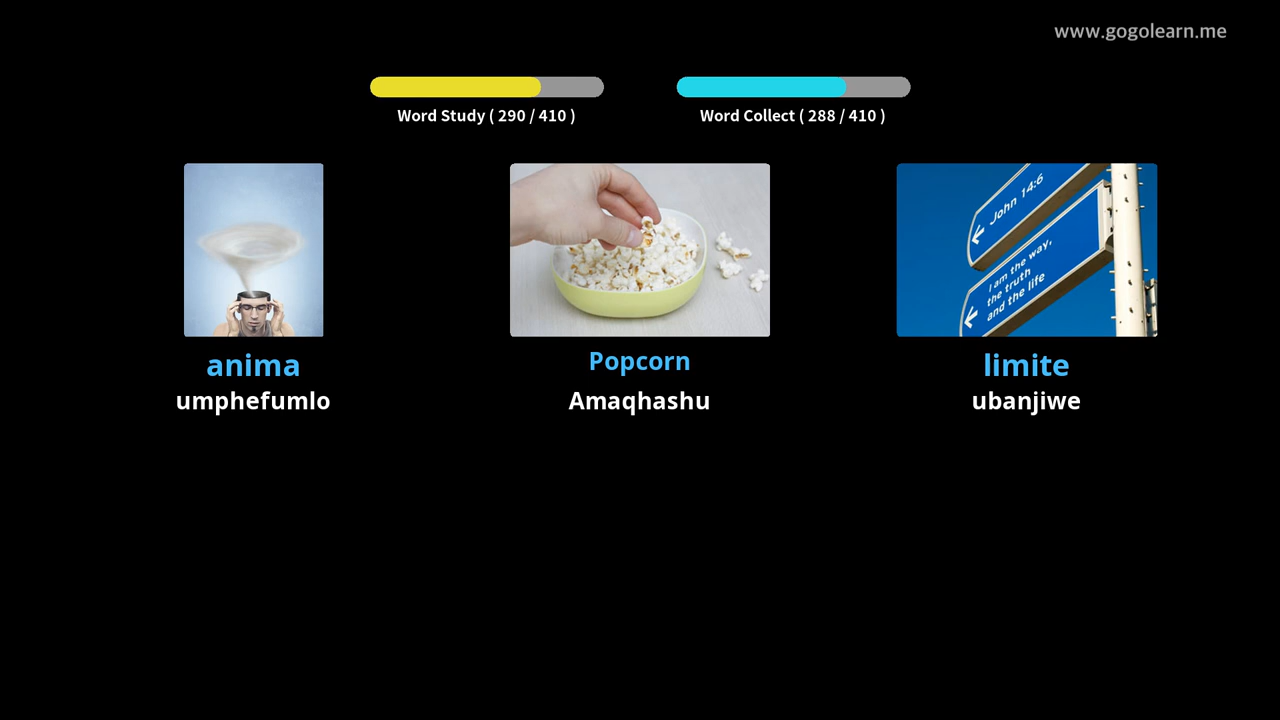 www.gogolearn.me
Word Study ( 290 / 410 )
Word Collect ( 288 / 410 )
John 14:6
I am the way,
the truth
and the life
anima
Popcorn
limite
umphefumlo
Amaqhashu
ubanjiwe